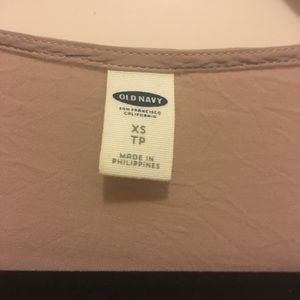 OLD NAVY
SAN FRANCISCO
CALIFORNIA
XS
TP
MADE IN
PHILIPPINES